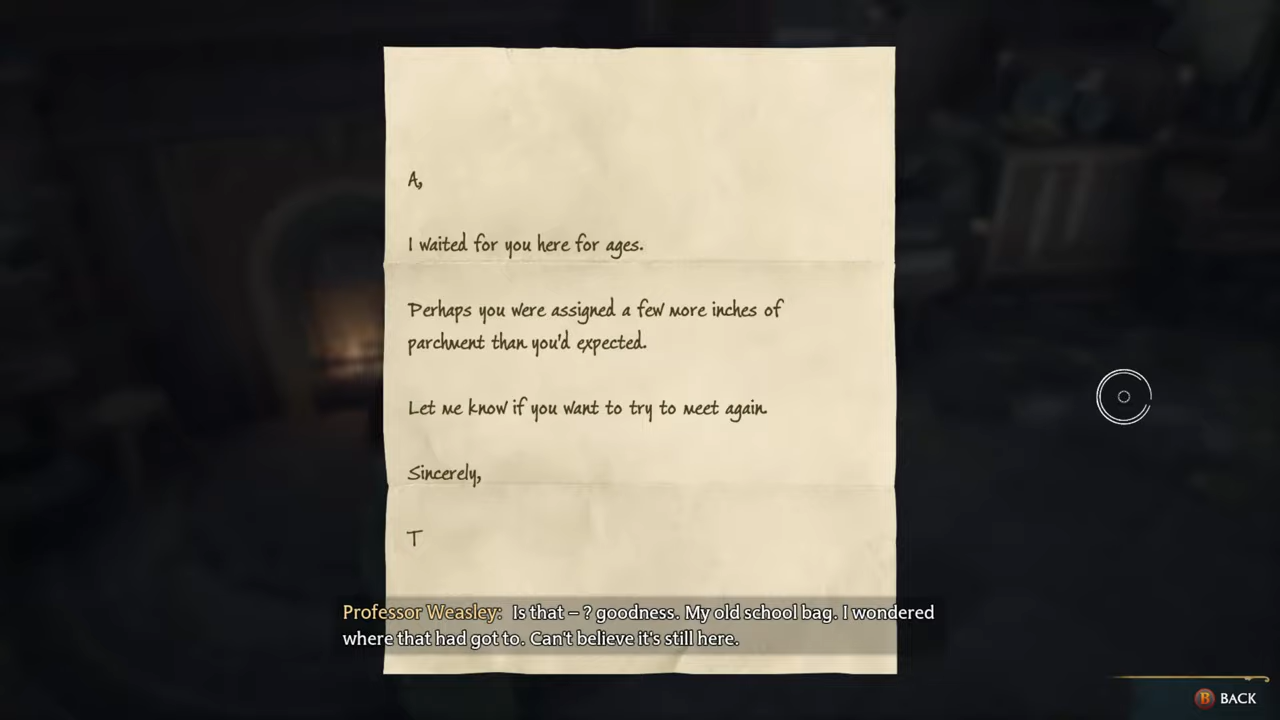 A,
I waited for you here for ages.
Perhaps you were assigned a few more inches of
parchment than you'd expected.
Let me know if you want to try to meet again.
Sincerely,
T
Professor Weasley: Is that – ? goodness. My old school bag. I wondered
where that had got to. Can't believe it's still here.
B BACK